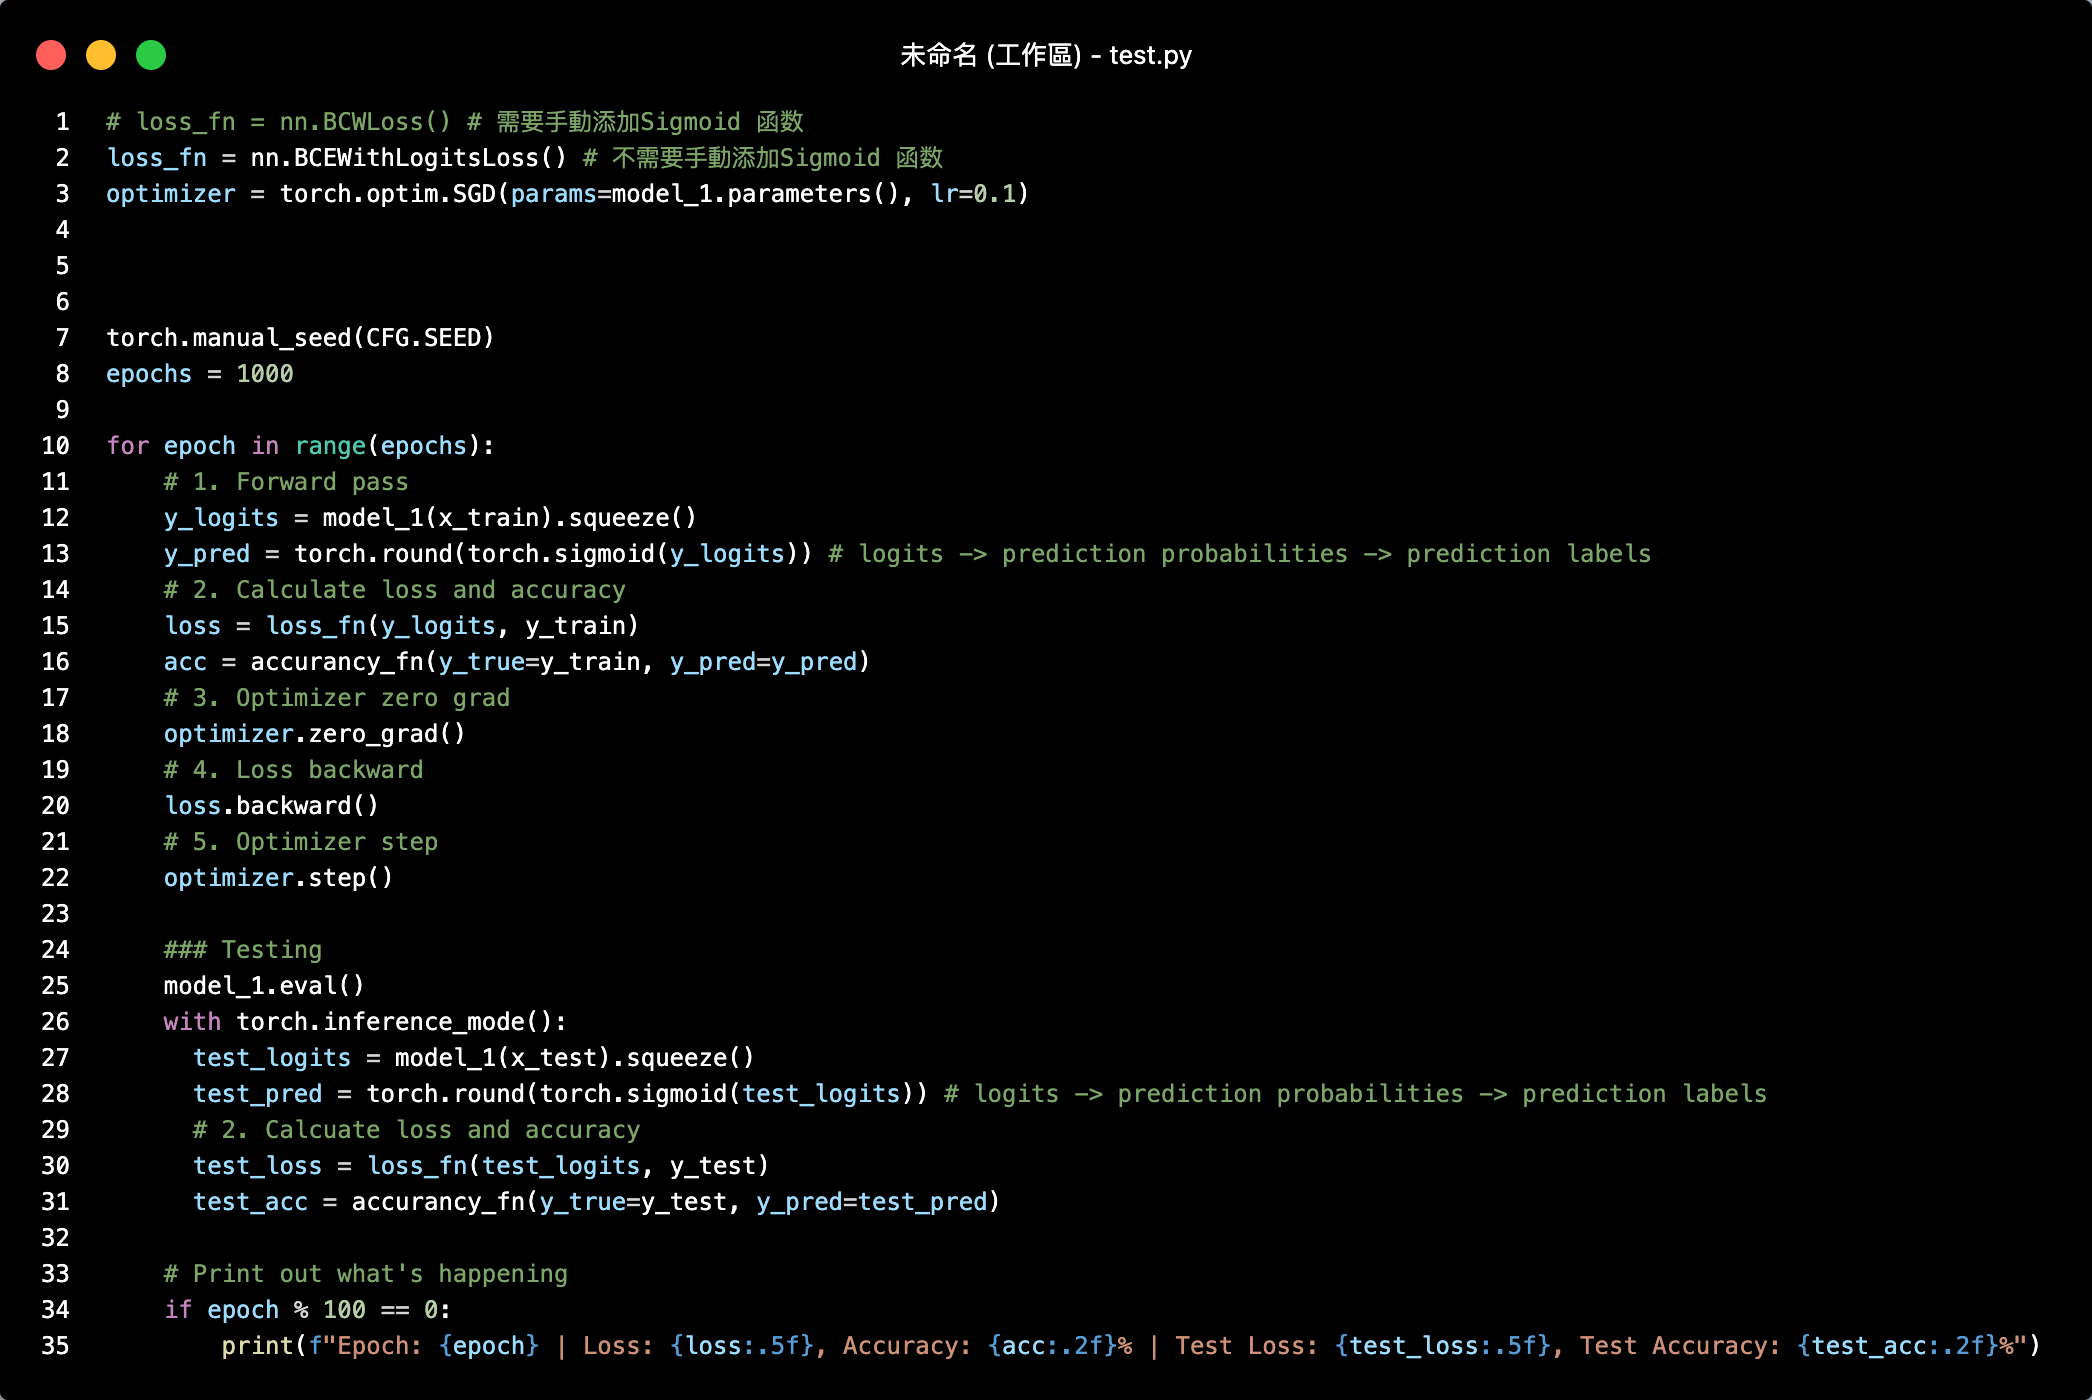 未命名 (工作區) - test.py
1 # loss_fn = nn.BCWLoss() # 需要手動添加Sigmoid 函数
2 loss_fn = nn.BCEWithLogitsLoss() # 不需要手動添加Sigmoid 函数
3 optimizer = torch.optim.SGD(params=model_1.parameters(), lr=0.1)
4
5
6
7 torch.manual_seed(CFG.SEED)
8 epochs = 1000
9
10 for epoch in range(epochs):
11     # 1. Forward pass
12     y_logits = model_1(x_train).squeeze()
13     y_pred = torch.round(torch.sigmoid(y_logits)) # logits -> prediction probabilities -> prediction labels
14     # 2. Calculate loss and accuracy
15     loss = loss_fn(y_logits, y_train)
16     acc = accurancy_fn(y_true=y_train, y_pred=y_pred)
17     # 3. Optimizer zero grad
18     optimizer.zero_grad()
19     # 4. Loss backward
20     loss.backward()
21     # 5. Optimizer step
22     optimizer.step()
23
24     ### Testing
25     model_1.eval()
26     with torch.inference_mode():
27       test_logits = model_1(x_test).squeeze()
28       test_pred = torch.round(torch.sigmoid(test_logits)) # logits -> prediction probabilities -> prediction labels
29       # 2. Calcuate loss and accuracy
30       test_loss = loss_fn(test_logits, y_test)
31       test_acc = accurancy_fn(y_true=y_test, y_pred=test_pred)
32
33     # Print out what's happening
34     if epoch % 100 == 0:
35         print(f"Epoch: {epoch} | Loss: {loss:.5f}, Accuracy: {acc:.2f}% | Test Loss: {test_loss:.5f}, Test Accuracy: {test_acc:.2f}%")